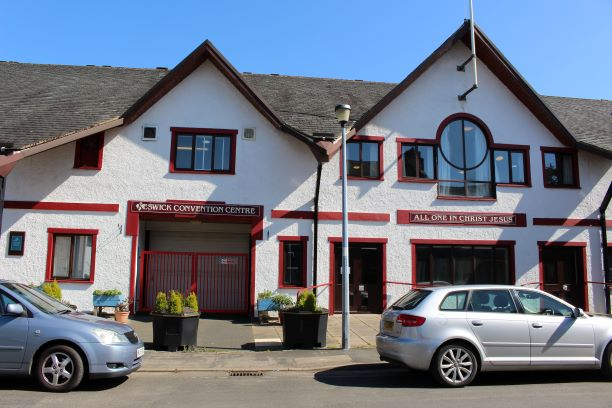 KESWICK CONVENTION CENTRE
ALL ONE IN CHRIST JESUS